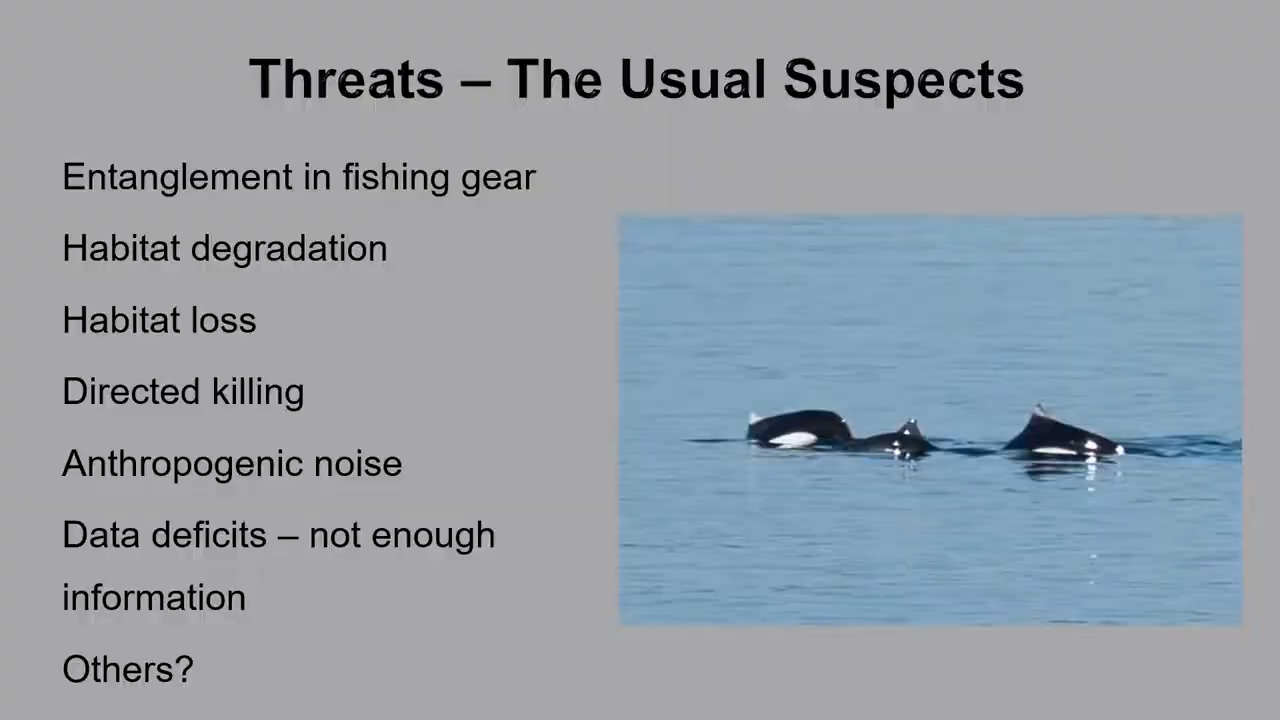 Threats – The Usual Suspects
Entanglement in fishing gear
Habitat degradation
Habitat loss
Directed killing
Anthropogenic noise
Data deficits – not enough
information
Others?